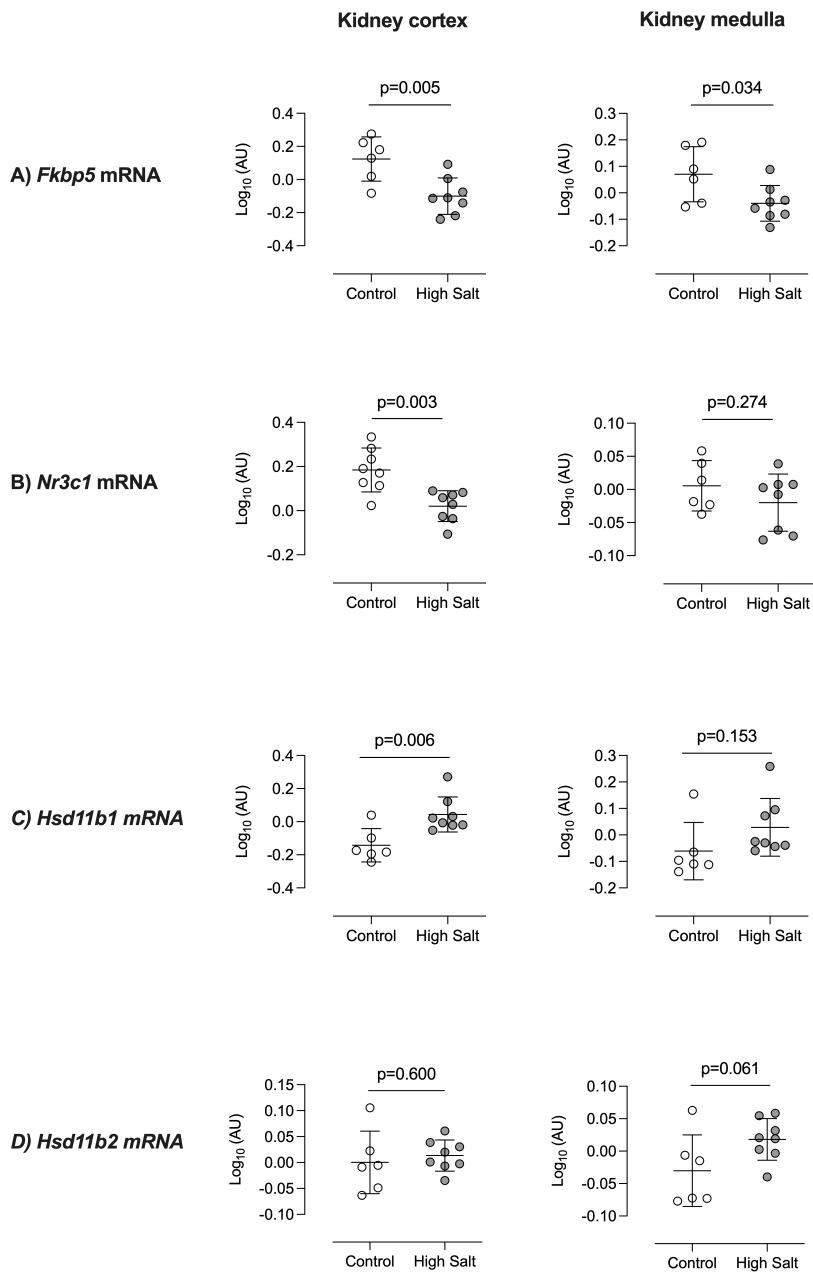 Kidney cortex Kidney medulla
A) Fkbp5 mRNA
p=0.005
Log10 (AU)
0.4
0.2
0.0
-0.2
-0.4
Control High Salt
p=0.034
Log10 (AU)
0.3
0.2
0.1
0.0
-0.1
-0.2
Control High Salt
B) Nr3c1 mRNA
p=0.003
Log10 (AU)
0.4
0.2
0.0
-0.2
Control High Salt
p=0.274
Log10 (AU)
0.10
0.05
0.00
-0.05
-0.10
Control High Salt
C) Hsd11b1 mRNA
p=0.006
Log10 (AU)
0.4
0.2
0.0
-0.2
-0.4
Control High Salt
p=0.153
Log10 (AU)
0.3
0.2
0.1
0.0
-0.1
-0.2
Control High Salt
D) Hsd11b2 mRNA
p=0.600
Log10 (AU)
0.15
0.10
0.05
0.00
-0.05
-0.10
Control High Salt
p=0.061
Log10 (AU)
0.10
0.05
0.00
-0.05
-0.10
Control High Salt